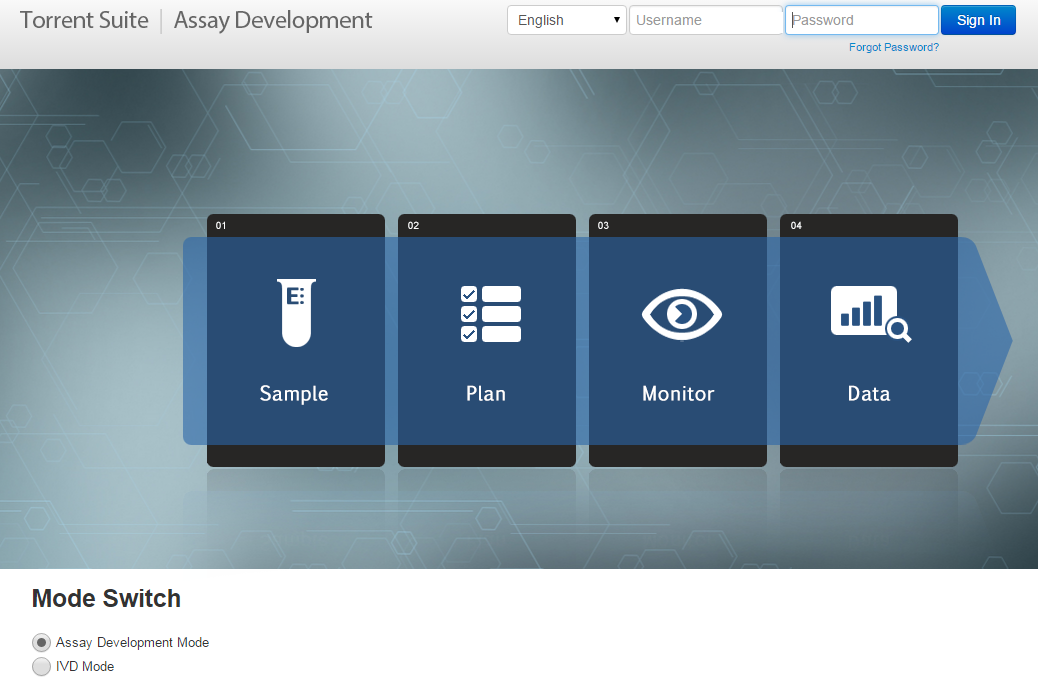 Torrent Suite | Assay Development
English Username Password Sign In
Forgot Password?
01 02 03 04
E:
Sample Plan Monitor Data
Mode Switch
Assay Development Mode
IVD Mode